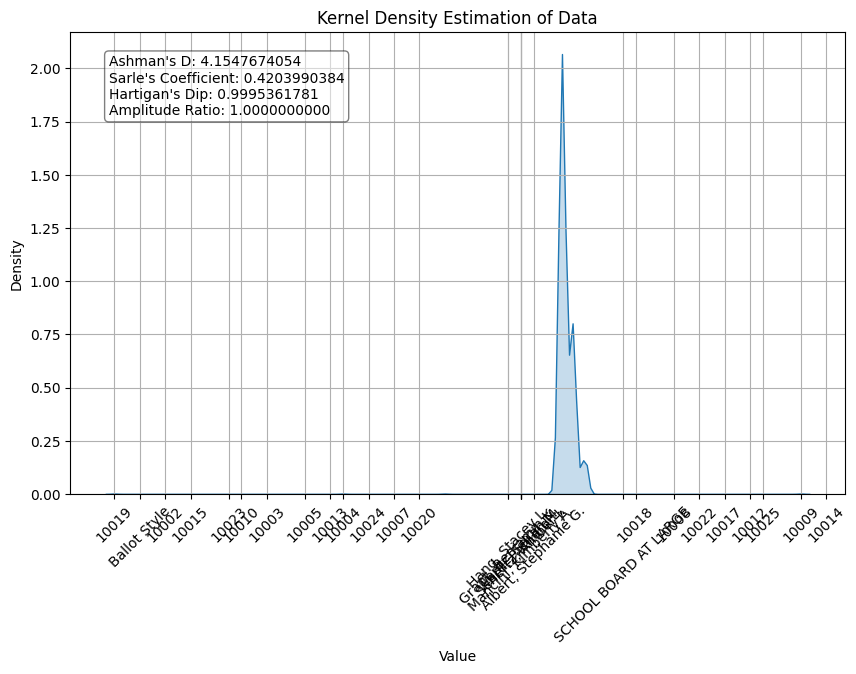 Kernel Density Estimation of Data
Ashman's D: 4.1547674054
Sarle's Coefficient: 0.4203990384
Hartigan's Dip: 0.9995361781
Amplitude Ratio: 1.0000000000
Density
2.00
1.75
1.50
1.25
1.00
0.75
0.50
0.25
0.00
10019
Ballot Style
10002
10015
10023
10010
10003
10005
10013
10004
10024
10007
10020
Hang, Stacey L.
Albert, Stephanie G.
10018
SCHOOL BOARD AT LARGE
10022
10017
10025
10009
10014
Value